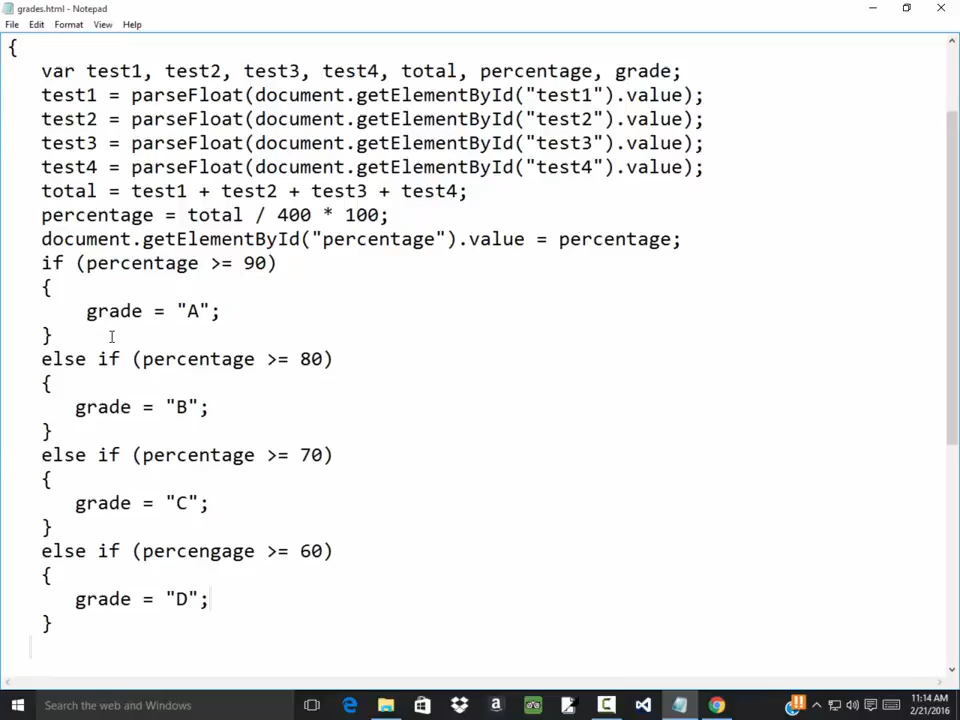 grades.html - Notepad
File Edit Format View Help
{
var test1, test2, test3, test4, total, percentage, grade;
test1 = parseFloat(document.getElementById("test1").value);
test2 = parseFloat(document.getElementById("test2").value);
test3 = parseFloat(document.getElementById("test3").value);
test4 = parseFloat(document.getElementById("test4").value);
total = test1 + test2 + test3 + test4;
percentage = total / 400 * 100;
document.getElementById("percentage").value = percentage;
if (percentage >= 90)
{
grade = "A";
}
else if (percentage >= 80)
{
grade = "B";
}
else if (percentage >= 70)
{
grade = "C";
}
else if (percengage >= 60)
{
grade = "D";
}
Search the web and Windows
11:14 AM
2/21/2016